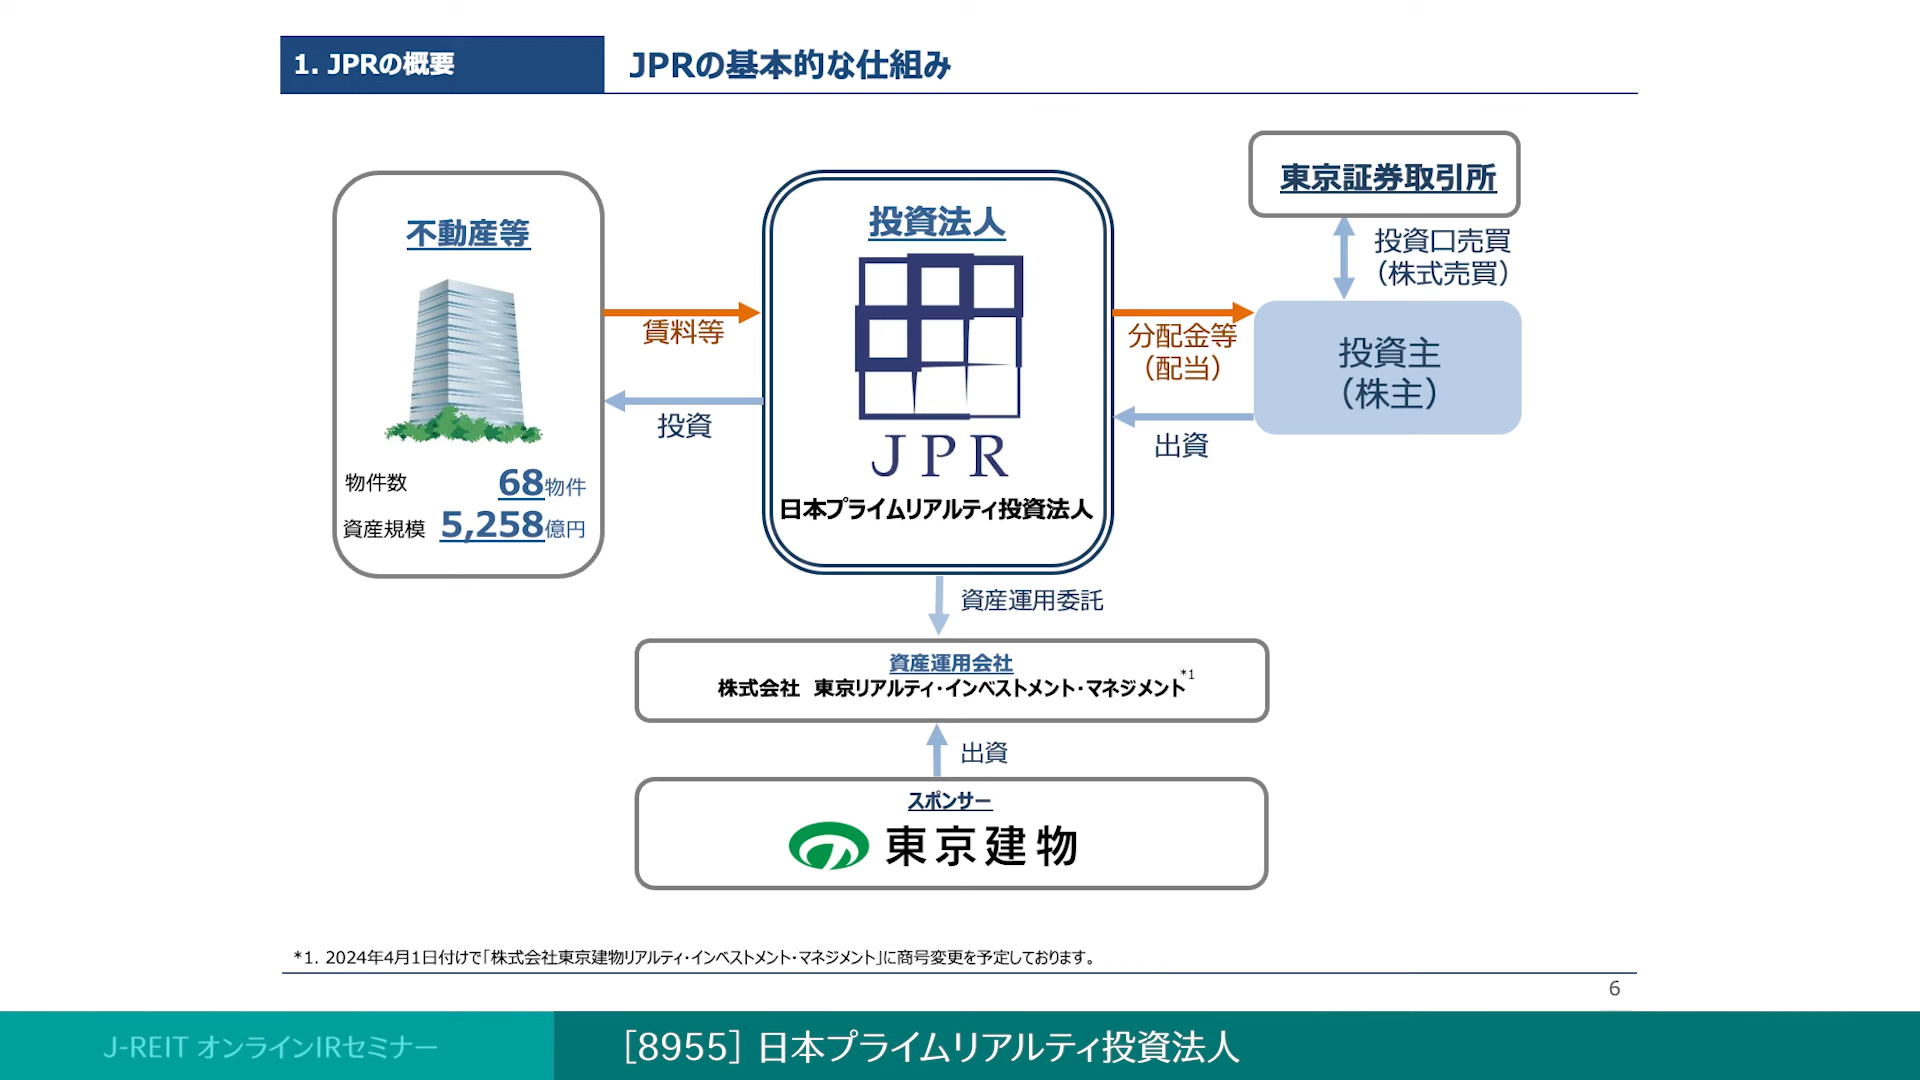 1. JPRの概要
JPRの基本的な仕組み
東京証券取引所
投資口売買
（株式売買）
不動産等
投資法人
賃料等
分配金等
（配当）
投資主
（株主）
投資
出資
JPR
日本プライムリアルティ投資法人
物件数 68物件
資産規模 5,258億円
資産運用委託
資産運用会社
株式会社 東京リアルティ・インベストメント・マネジメント*1
出資
スポンサー
東京建物
*1. 2024年4月1日付けで「株式会社東京建物リアルティ・インベストメント・マネジメント」に商号変更を予定しております。
6
J-REIT オンラインIRセミナー
［8955］日本プライムリアルティ投資法人